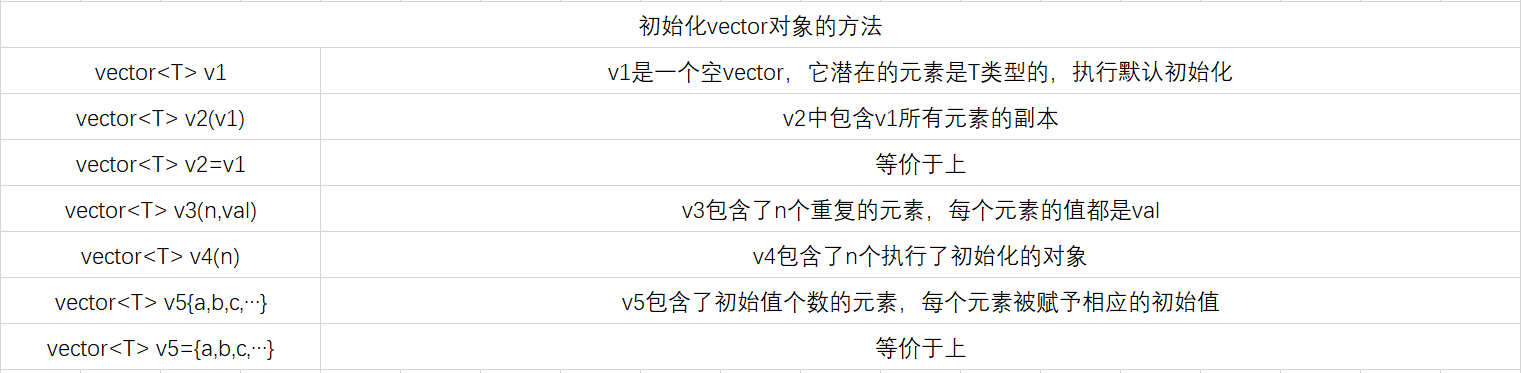 初始化vector对象的方法
vector<T> v1 v1是一个空vector，它潜在的元素是T类型的，执行默认初始化
vector<T> v2(v1) v2中包含v1所有元素的副本
vector<T> v2=v1 等价于上
vector<T> v3(n,val) v3包含了n个重复的元素，每个元素的值都是val
vector<T> v4(n) v4包含了n个执行了初始化的对象
vector<T> v5{a,b,c,…} v5包含了初始值个数的元素，每个元素被赋予相应的初始值
vector<T> v5={a,b,c,…} 等价于上